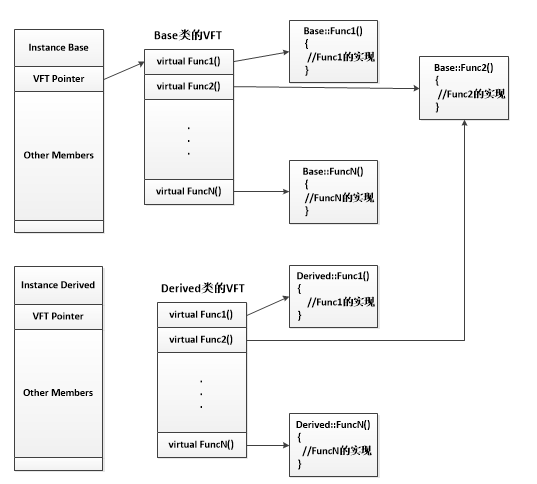 Instance Base
VFT Pointer
Other Members
Base类的VFT
virtual Func1()
virtual Func2()
.
.
.
virtual FuncN()
Base::Func1()
{
//Func1的实现
}
Base::Func2()
{
//Func2的实现
}
Base::FuncN()
{
//FuncN的实现
}
Instance Derived
VFT Pointer
Other Members
Derived类的VFT
virtual Func1()
virtual Func2()
.
.
.
virtual FuncN()
Derived::Func1()
{
//Func1的实现
}
Derived::FuncN()
{
//FuncN的实现
}